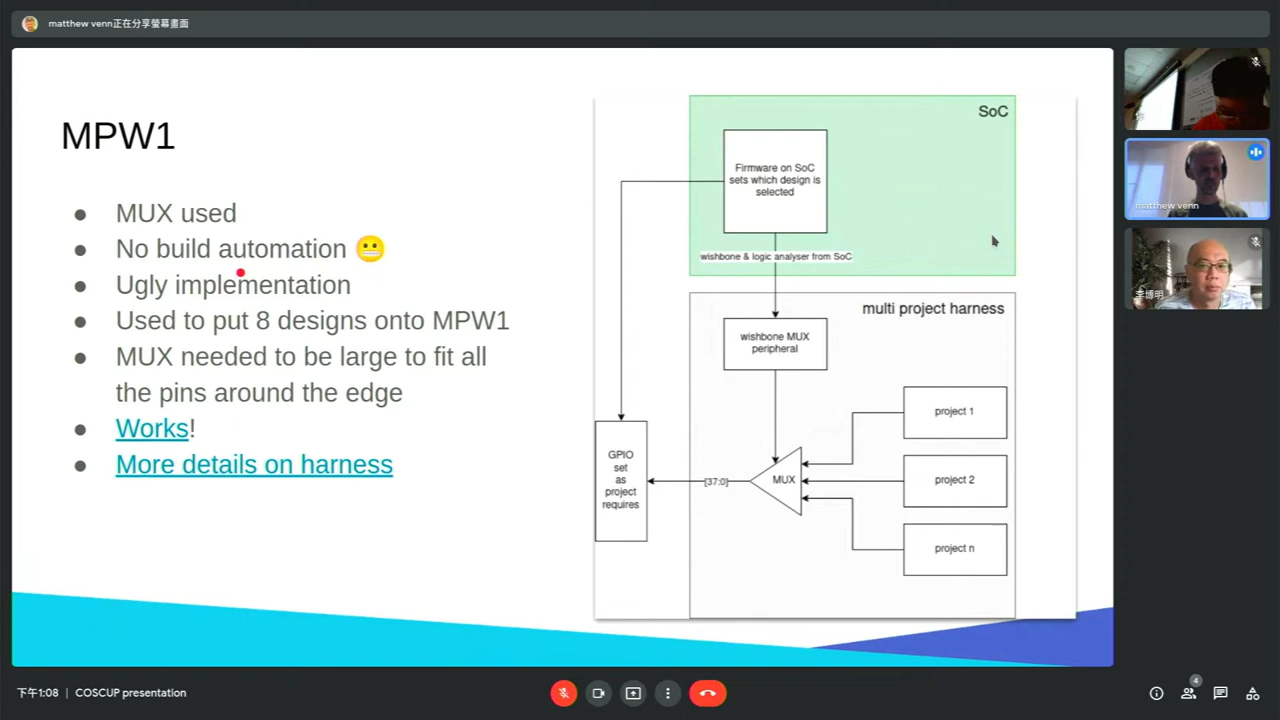 matthew venn正在分享螢幕畫面
MPW1
● MUX used
● No build automation 😬
● Ugly implementation
● Used to put 8 designs onto MPW1
● MUX needed to be large to fit all
the pins around the edge
● Works!
● More details on harness
SoC
Firmware on SoC
sets which design is
selected
wishbone & logic analyser from SoC
multi project harness
wishbone MUX
peripheral
project 1
GPIO
set
as
project
requires
[37:0]
MUX
project 2
project n
matthew venn
李博明
下午1:08 | COSCUP presentation
4